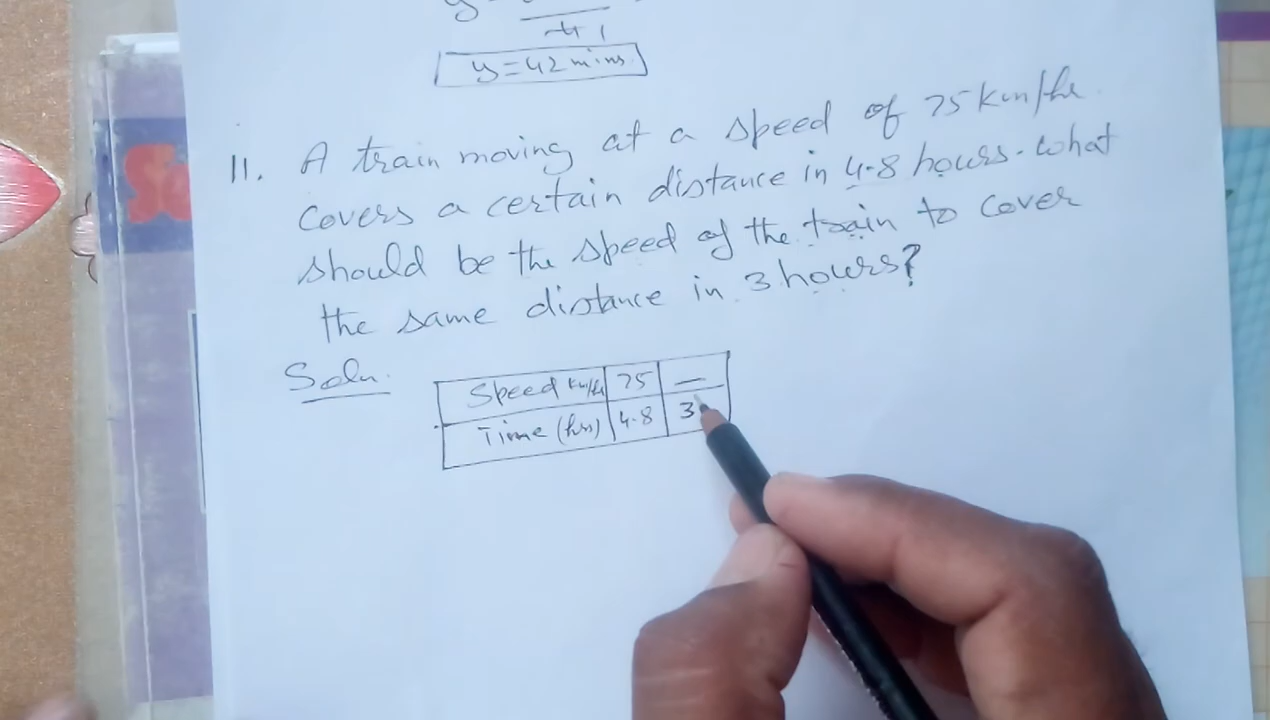 y=42 mins.
11. A train moving at a speed of 75 Km/hr.
Covers a certain distance in 4.8 hours. What
should be the speed of the train to cover
the same distance in 3 hours?
Soln.
Speed Km/hr 75 —
Time (hrs) 4.8 3